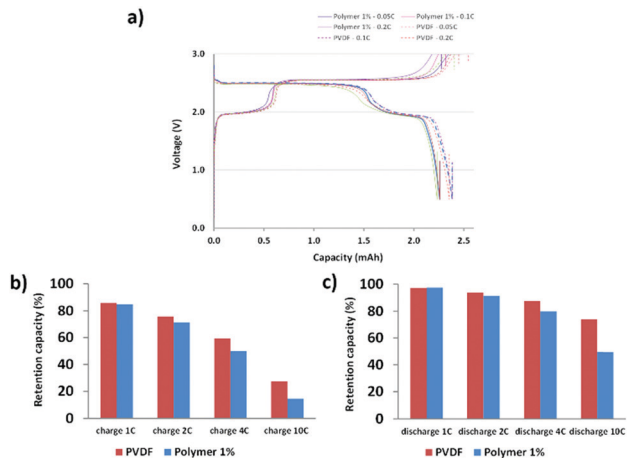 a)
Polymer 1% - 0.05C Polymer 1% - 0.1C
Polymer 1% - 0.2C PVDF - 0.05C
PVDF - 0.1C PVDF - 0.2C
3.0
2.0
1.0
0.0
Voltage (V)
0.0 0.5 1.0 1.5 2.0 2.5
Capacity (mAh)
b)
Retention capacity (%)
100
80
60
40
20
0
charge 1C charge 2C charge 4C charge 10C
PVDF Polymer 1%
c)
Retention capacity (%)
100
80
60
40
20
0
discharge 1C discharge 2C discharge 4C discharge 10C
PVDF Polymer 1%